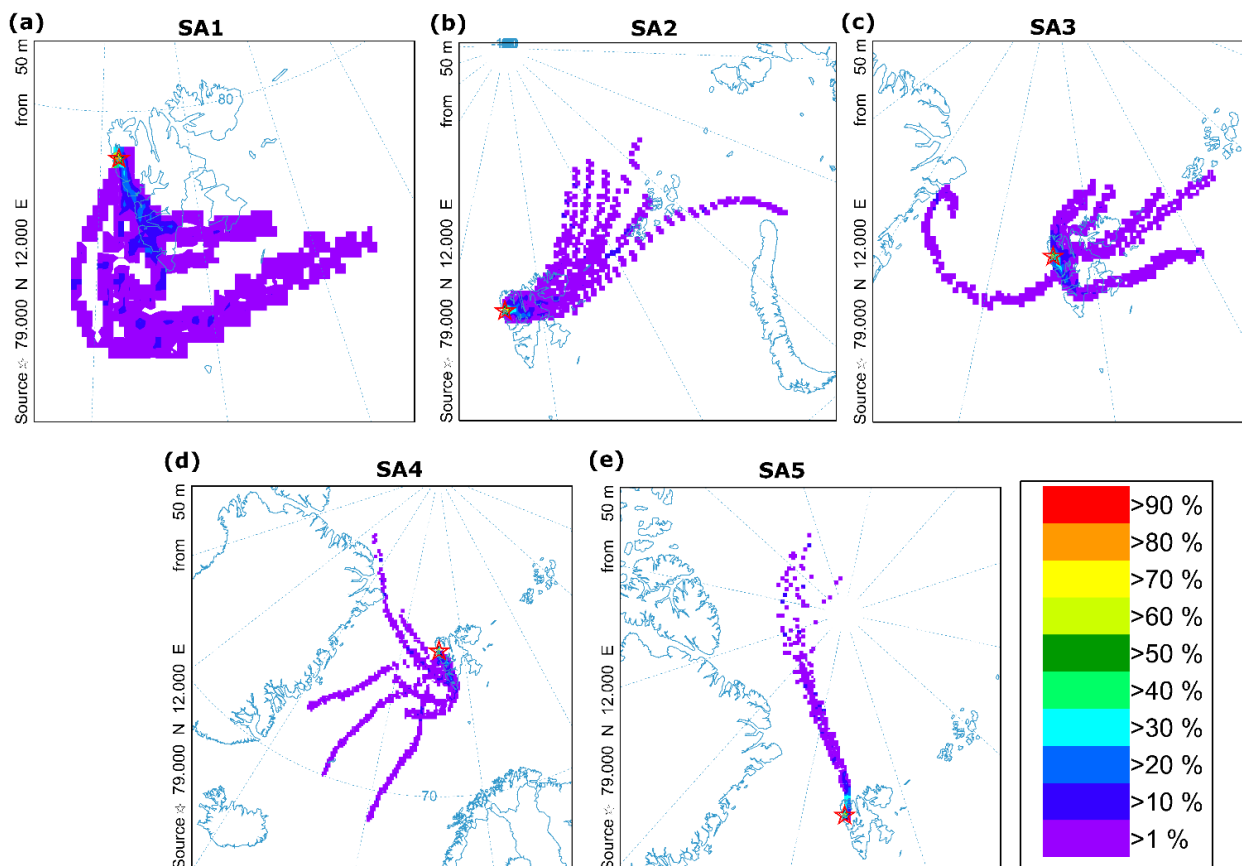 (a) SA1
(b) SA2
(c) SA3
Source ☆ 79.000 N 12.000 E from 50 m
80
Source ☆ 79.000 N 12.000 E from 50 m
Source ☆ 79.000 N 12.000 E from 50 m
(d) SA4
(e) SA5
Source ☆ 79.000 N 12.000 E from 50 m
70
Source ☆ 79.000 N 12.000 E from 50 m
>90 %
>80 %
>70 %
>60 %
>50 %
>40 %
>30 %
>20 %
>10 %
>1 %